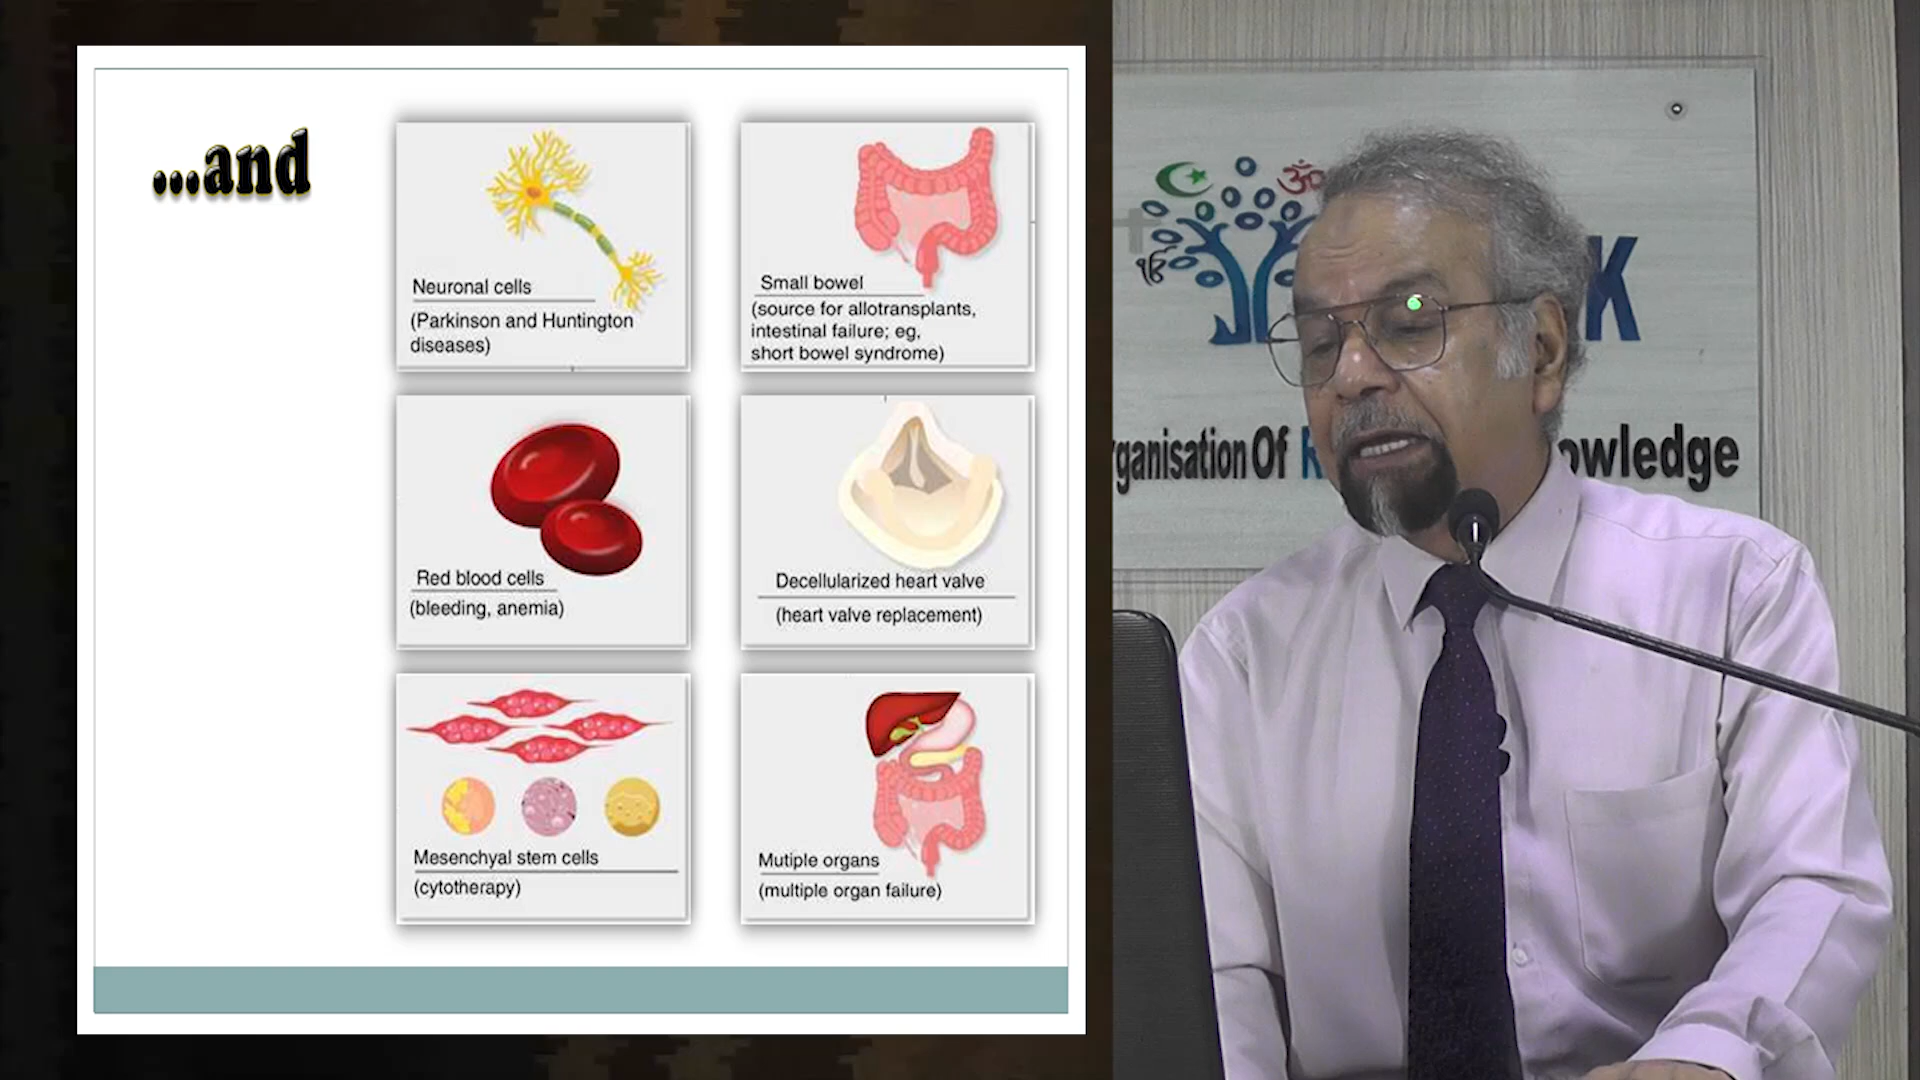 ...and
Neuronal cells
(Parkinson and Huntington
diseases)
Small bowel
(source for allotransplants,
intestinal failure; eg,
short bowel syndrome)
Red blood cells
(bleeding, anemia)
Decellularized heart valve
(heart valve replacement)
Mesenchyal stem cells
(cytotherapy)
Mutiple organs
(multiple organ failure)
K
ganisation Of R owledge
ॐ